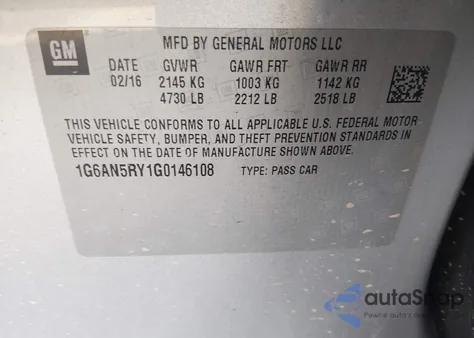 GM
MFD BY GENERAL MOTORS LLC
DATE GVWR GAWR FRT GAWR RR
02/16 2145 KG 1003 KG 1142 KG
4730 LB 2212 LB 2518 LB
THIS VEHICLE CONFORMS TO ALL APPLICABLE U.S. FEDERAL MOTOR
VEHICLE SAFETY, BUMPER, AND THEFT PREVENTION STANDARDS
IN EFFECT ON THE DATE OF MANUFACTURE SHOWN ABOVE.
1G6AN5RY1G0146108 TYPE: PASS CAR
autoSnap